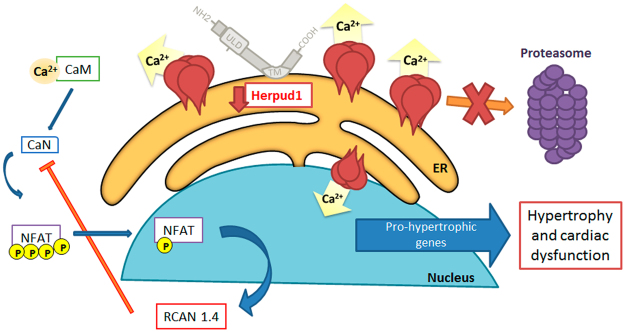 NH2
ULD
TM
COOH
Ca²⁺
Ca²⁺
Ca²⁺
Proteasome
Ca²⁺ CaM
Herpud1
CaN
ER
Ca²⁺
NFAT
P P P P
NFAT
P
Pro-hypertrophic
genes
Hypertrophy
and cardiac
dysfunction
Nucleus
RCAN 1.4